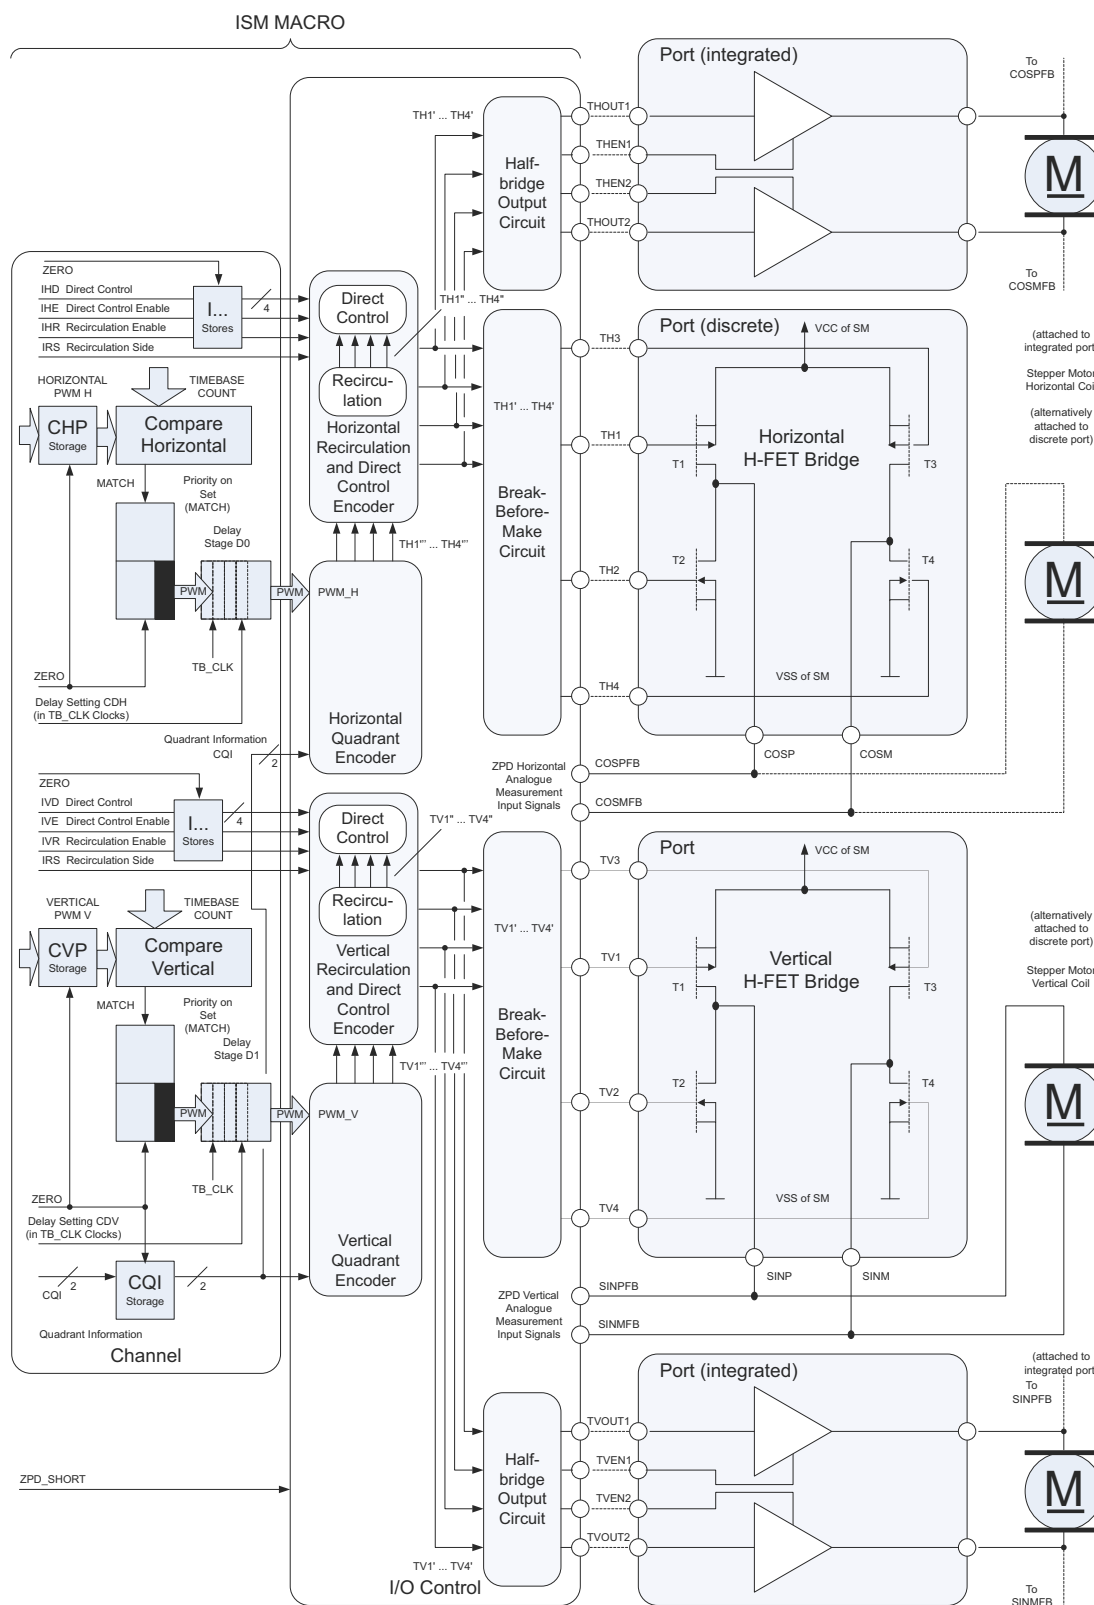 ISM MACRO
Port (integrated)
To
COSPFB
TH1' ... TH4'
THOUT1
THEN1
THEN2
THOUT2
Half-
bridge
Output
Circuit
M
To
COSMFB
ZERO
IHD Direct Control
IHE Direct Control Enable
IHR Recirculation Enable
IRS Recirculation Side
I...
Stores
4
Direct
Control
TH1'' ... TH4''
Recircu-
lation
Horizontal
Recirculation
and Direct
Control
Encoder
Port (discrete)
VCC of SM
TH3
TH1
TH2
TH4
TH1' ... TH4'
Break-
Before-
Make
Circuit
Horizontal
H-FET Bridge
T1
T3
T2
T4
VSS of SM
(attached to
integrated port)
Stepper Motor
Horizontal Coil
(alternatively
attached to
discrete port)
M
HORIZONTAL
PWM H
TIMEBASE
COUNT
CHP
Storage
Compare
Horizontal
MATCH
Priority on
Set
(MATCH)
Delay
Stage D0
PWM
PWM
PWM_H
TH1''' ... TH4'''
TB_CLK
ZERO
Delay Setting CDH
(in TB_CLK Clocks)
Horizontal
Quadrant
Encoder
Quadrant Information
CQI
2
COSP
COSM
ZPD Horizontal
Analogue
Measurement
Input Signals
COSPFB
COSMFB
ZERO
IVD Direct Control
IVE Direct Control Enable
IVR Recirculation Enable
IRS Recirculation Side
I...
Stores
4
Direct
Control
TV1'' ... TV4''
Recircu-
lation
Vertical
Recirculation
and Direct
Control
Encoder
Port
VCC of SM
TV3
TV1
TV2
TV4
TV1' ... TV4'
Break-
Before-
Make
Circuit
Vertical
H-FET Bridge
T1
T3
T2
T4
VSS of SM
(alternatively
attached to
discrete port)
Stepper Motor
Vertical Coil
M
VERTICAL
PWM V
TIMEBASE
COUNT
CVP
Storage
Compare
Vertical
MATCH
Priority on
Set
(MATCH)
Delay
Stage D1
PWM
PWM
PWM_V
TV1''' ... TV4'''
TB_CLK
ZERO
Delay Setting CDV
(in TB_CLK Clocks)
Vertical
Quadrant
Encoder
CQI
2
CQI
Storage
2
Quadrant Information
Channel
SINP
SINM
ZPD Vertical
Analogue
Measurement
Input Signals
SINPFB
SINMFB
(attached to
integrated port)
To
SINPFB
Port (integrated)
TVOUT1
TVEN1
TVEN2
TVOUT2
Half-
bridge
Output
Circuit
M
ZPD_SHORT
TV1' ... TV4'
I/O Control
To
SINMFB